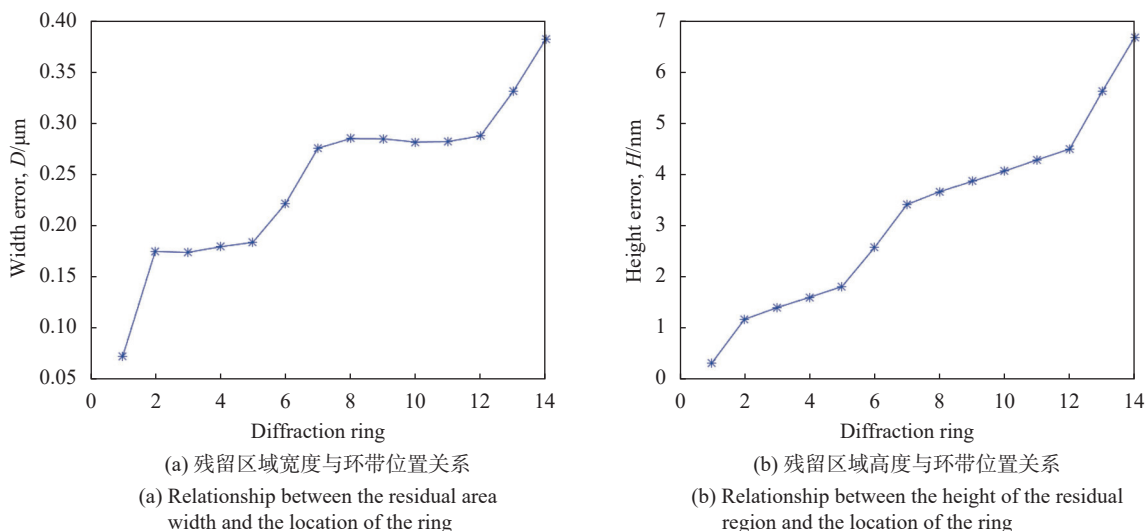 0.40
0.35
0.30
0.25
0.20
0.15
0.10
0.05
Width error, D/μm
0 2 4 6 8 10 12 14
Diffraction ring
(a) 残留区域宽度与环带位置关系
(a) Relationship between the residual area
width and the location of the ring
7
6
5
4
3
2
1
0
Height error, H/nm
0 2 4 6 8 10 12 14
Diffraction ring
(b) 残留区域高度与环带位置关系
(b) Relationship between the height of the residual
region and the location of the ring